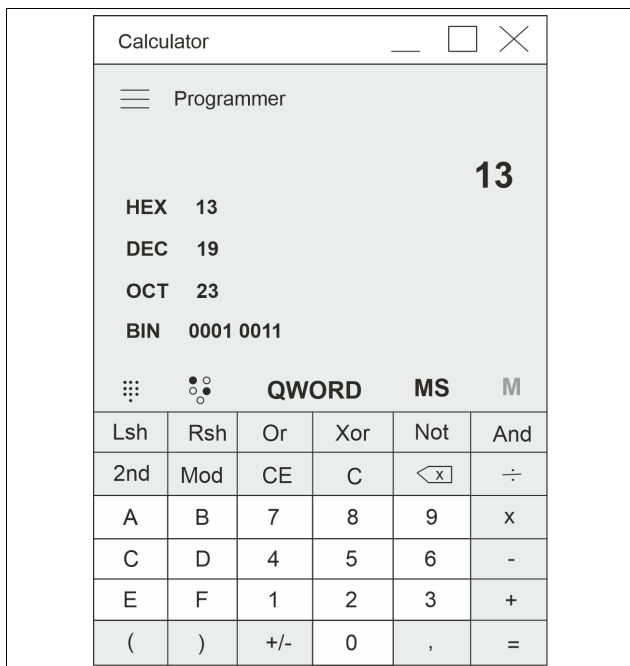 Calculator
Programmer
13
HEX 13
DEC 19
OCT 23
BIN 0001 0011
QWORD MS M
Lsh Rsh Or Xor Not And
2nd Mod CE C x ÷
A B 7 8 9 x
C D 4 5 6 -
E F 1 2 3 +
( ) +/- 0 , =